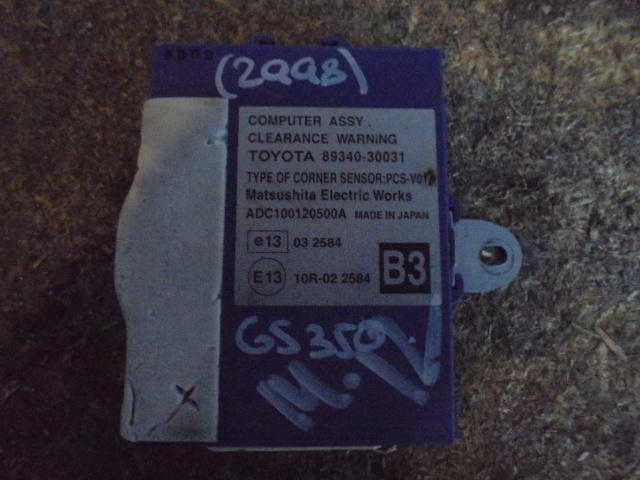 (2998)
COMPUTER ASSY.
CLEARANCE WARNING
TOYOTA 89340-30031
TYPE OF CORNER SENSOR:PCS-V01
Matsushita Electric Works
ADC100120500A MADE IN JAPAN
e13 03 2584
E13 10R-02 2584
B3
GS350